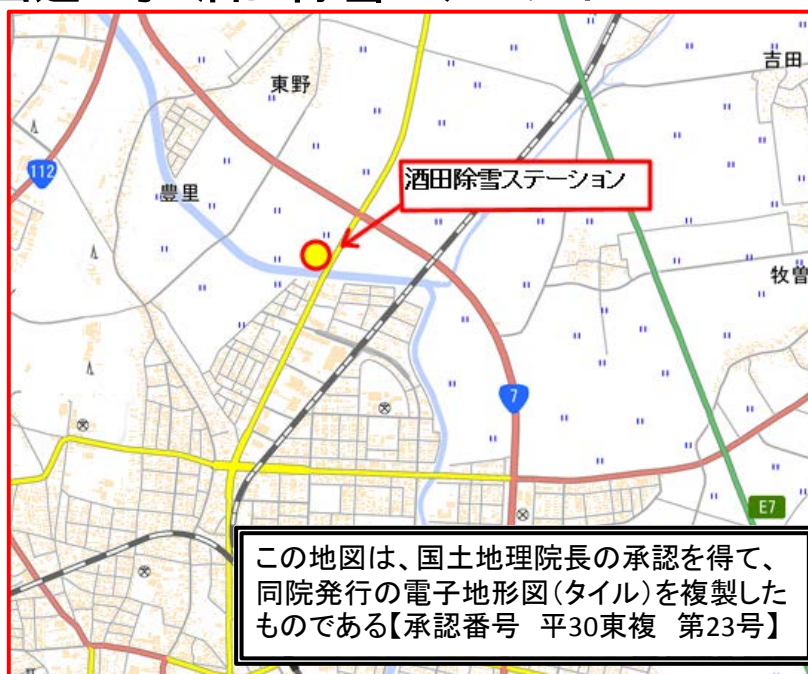 吉田
東野
112
酒田除雪ステーション
豊里
牧曽
7
E7
この地図は、国土地理院長の承認を得て、
同院発行の電子地形図(タイル)を複製した
ものである【承認番号　平30東複　第23号】